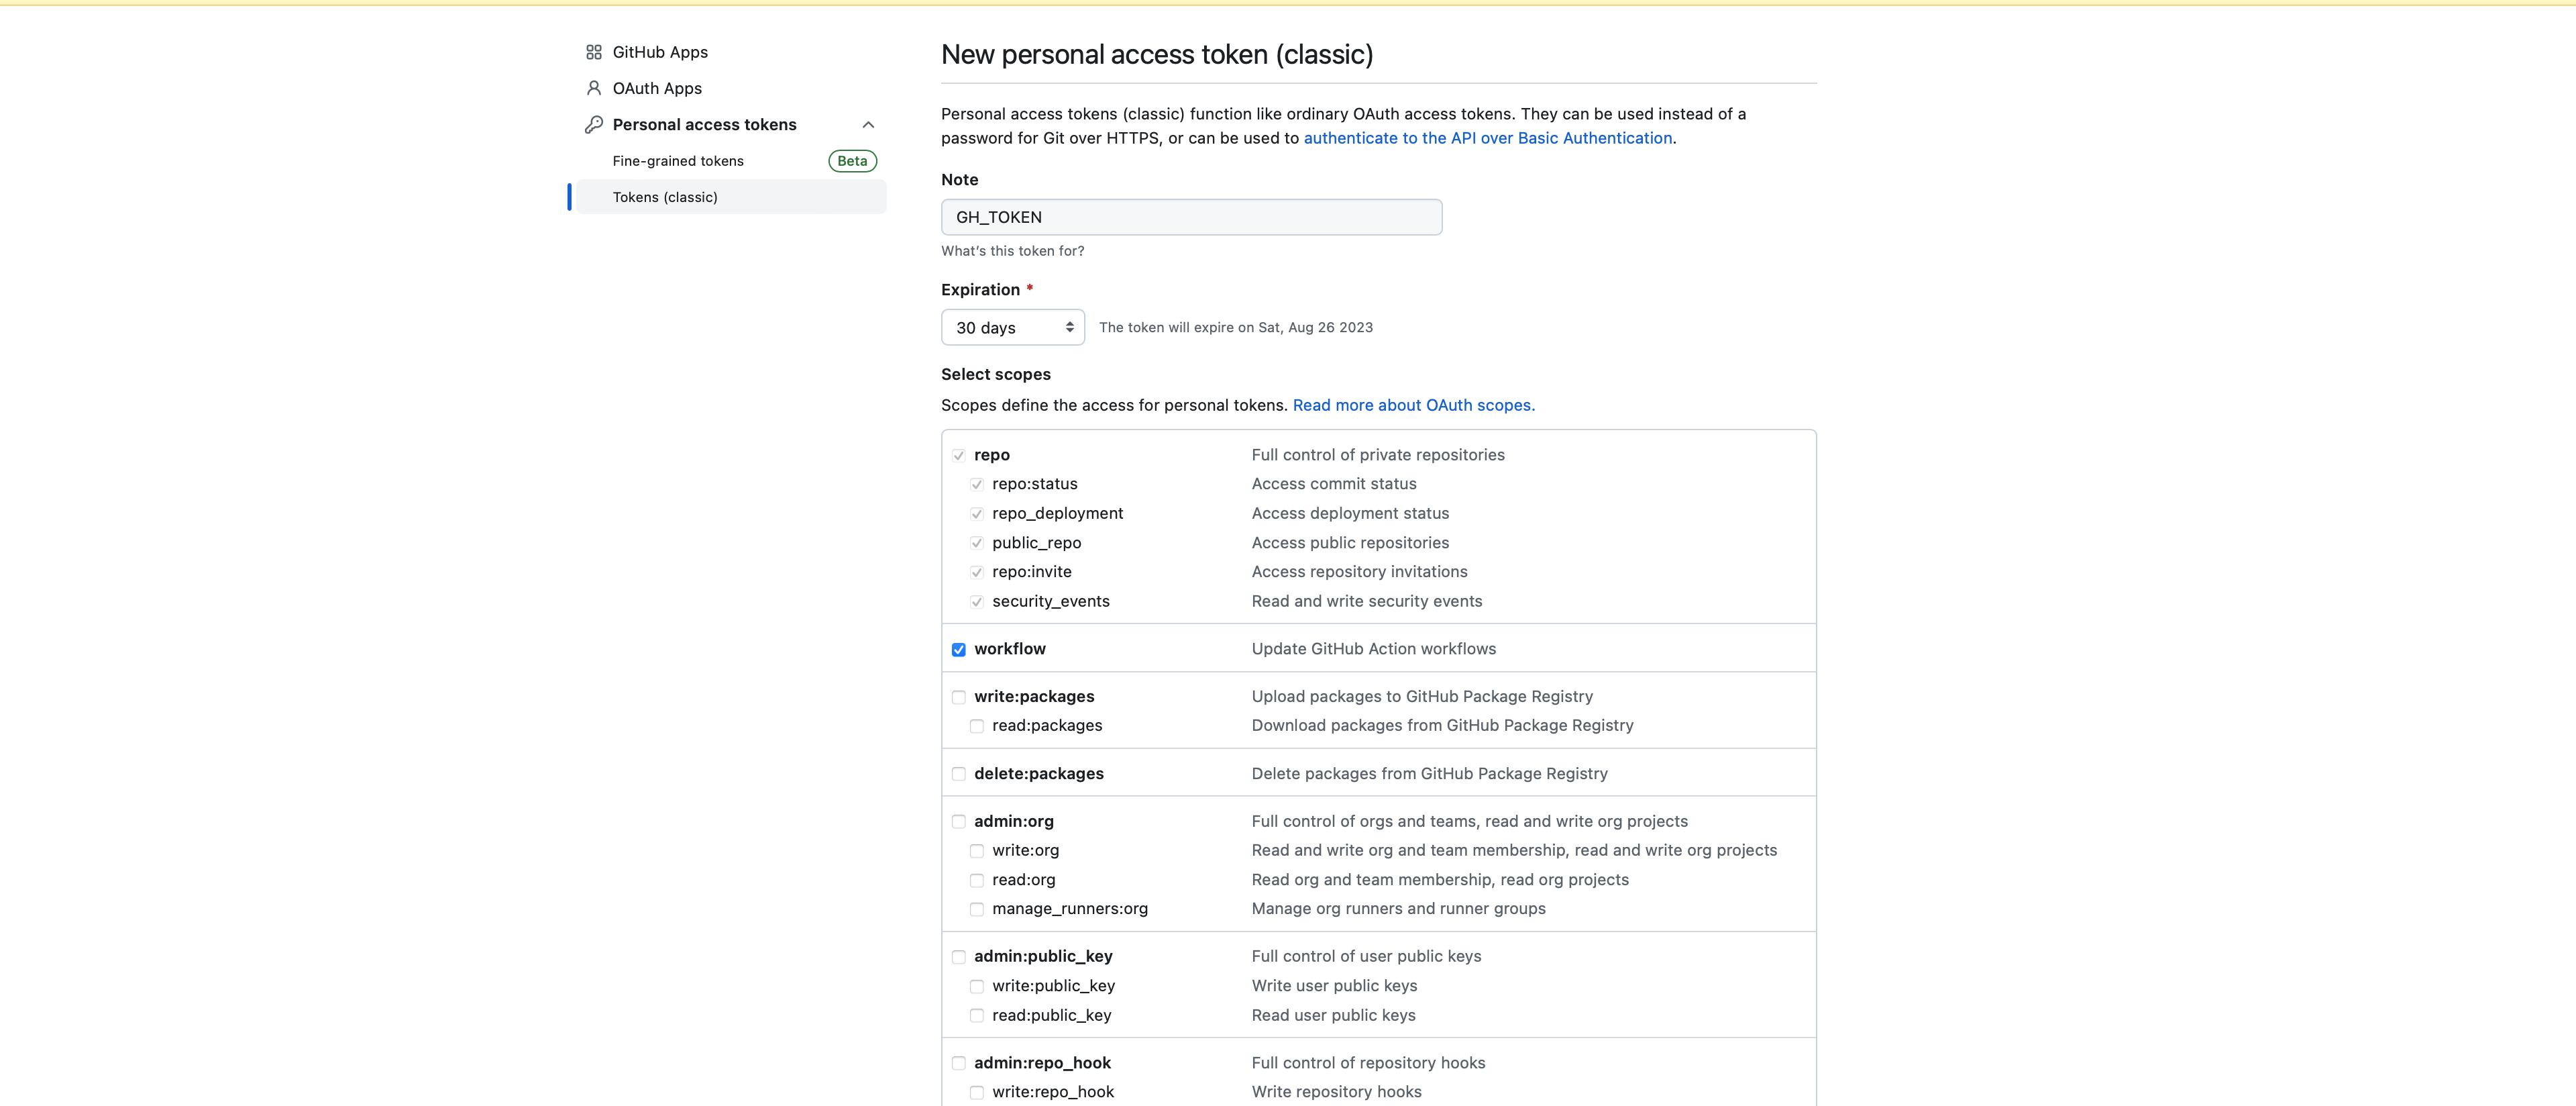 GitHub Apps
OAuth Apps
Personal access tokens
Fine-grained tokens Beta
Tokens (classic)
New personal access token (classic)
Personal access tokens (classic) function like ordinary OAuth access tokens. They can be used instead of a
password for Git over HTTPS, or can be used to authenticate to the API over Basic Authentication.
Note
GH_TOKEN
What's this token for?
Expiration *
30 days The token will expire on Sat, Aug 26 2023
Select scopes
Scopes define the access for personal tokens. Read more about OAuth scopes.
repo Full control of private repositories
repo:status Access commit status
repo_deployment Access deployment status
public_repo Access public repositories
repo:invite Access repository invitations
security_events Read and write security events
workflow Update GitHub Action workflows
write:packages Upload packages to GitHub Package Registry
read:packages Download packages from GitHub Package Registry
delete:packages Delete packages from GitHub Package Registry
admin:org Full control of orgs and teams, read and write org projects
write:org Read and write org and team membership, read and write org projects
read:org Read org and team membership, read org projects
manage_runners:org Manage org runners and runner groups
admin:public_key Full control of user public keys
write:public_key Write user public keys
read:public_key Read user public keys
admin:repo_hook Full control of repository hooks
write:repo_hook Write repository hooks